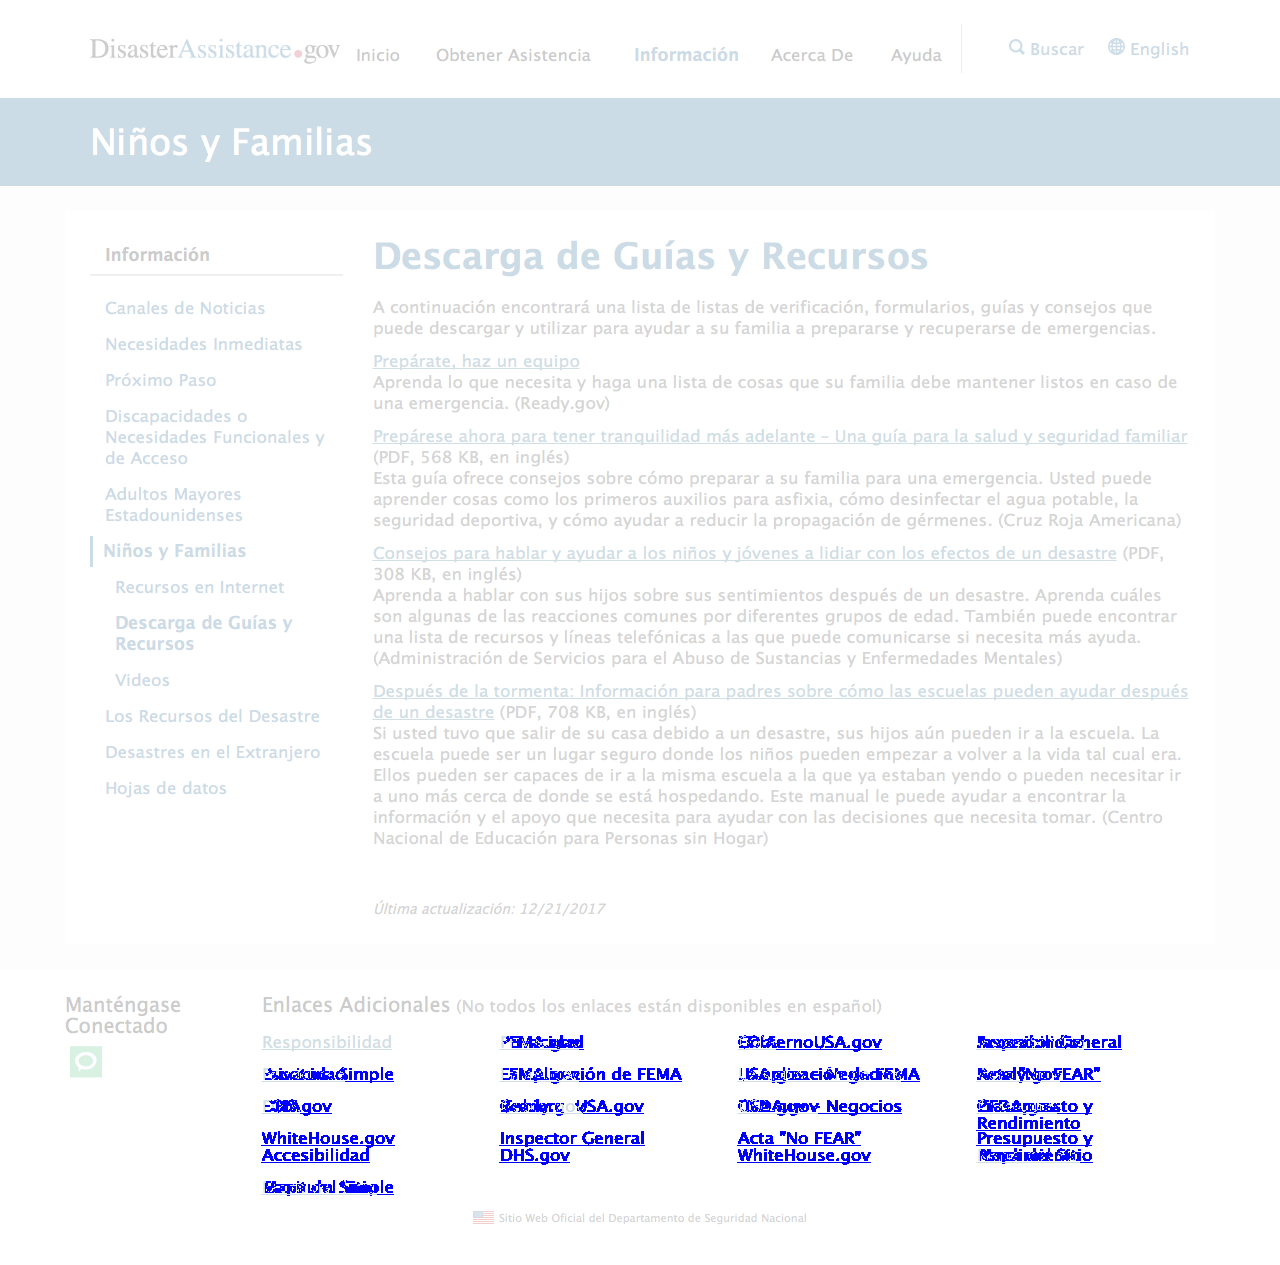 DisasterAssistance.gov Inicio Obtener Asistencia Información Acerca De Ayuda Buscar English
Niños y Familias
Información
Canales de Noticias
Necesidades Inmediatas
Próximo Paso
Discapacidades o
Necesidades Funcionales y
de Acceso
Adultos Mayores
Estadounidenses
Niños y Familias
Recursos en Internet
Descarga de Guías y
Recursos
Videos
Los Recursos del Desastre
Desastres en el Extranjero
Hojas de datos
Descarga de Guías y Recursos
A continuación encontrará una lista de listas de verificación, formularios, guías y consejos que
puede descargar y utilizar para ayudar a su familia a prepararse y recuperarse de emergencias.
Prepárate, haz un equipo
Aprenda lo que necesita y haga una lista de cosas que su familia debe mantener listos en caso de
una emergencia. (Ready.gov)
Prepárese ahora para tener tranquilidad más adelante – Una guía para la salud y seguridad familiar
(PDF, 568 KB, en inglés)
Esta guía ofrece consejos sobre cómo preparar a su familia para una emergencia. Usted puede
aprender cosas como los primeros auxilios para asfixia, cómo desinfectar el agua potable, la
seguridad deportiva, y cómo ayudar a reducir la propagación de gérmenes. (Cruz Roja Americana)
Consejos para hablar y ayudar a los niños y jóvenes a lidiar con los efectos de un desastre (PDF,
308 KB, en inglés)
Aprenda a hablar con sus hijos sobre sus sentimientos después de un desastre. Aprenda cuáles
son algunas de las reacciones comunes por diferentes grupos de edad. También puede encontrar
una lista de recursos y líneas telefónicas a las que puede comunicarse si necesita más ayuda.
(Administración de Servicios para el Abuso de Sustancias y Enfermedades Mentales)
Después de la tormenta: Información para padres sobre cómo las escuelas pueden ayudar después
de un desastre (PDF, 708 KB, en inglés)
Si usted tuvo que salir de su casa debido a un desastre, sus hijos aún pueden ir a la escuela. La
escuela puede ser un lugar seguro donde los niños pueden empezar a volver a la vida tal cual era.
Ellos pueden ser capaces de ir a la misma escuela a la que ya estaban yendo o pueden necesitar ir
a uno más cerca de donde se está hospedando. Este manual le puede ayudar a encontrar la
información y el apoyo que necesita para ayudar con las decisiones que necesita tomar. (Centro
Nacional de Educación para Personas sin Hogar)
Última actualización: 12/21/2017
Manténgase
Conectado
Enlaces Adicionales (No todos los enlaces están disponibles en español)
Responsibilidad
Negocios
Rendimiento
WhiteHouse.gov Inspector General Acta "No FEAR" Presupuesto y
Accesibilidad DHS.gov WhiteHouse.gov
Sitio Web Oficial del Departamento de Seguridad Nacional